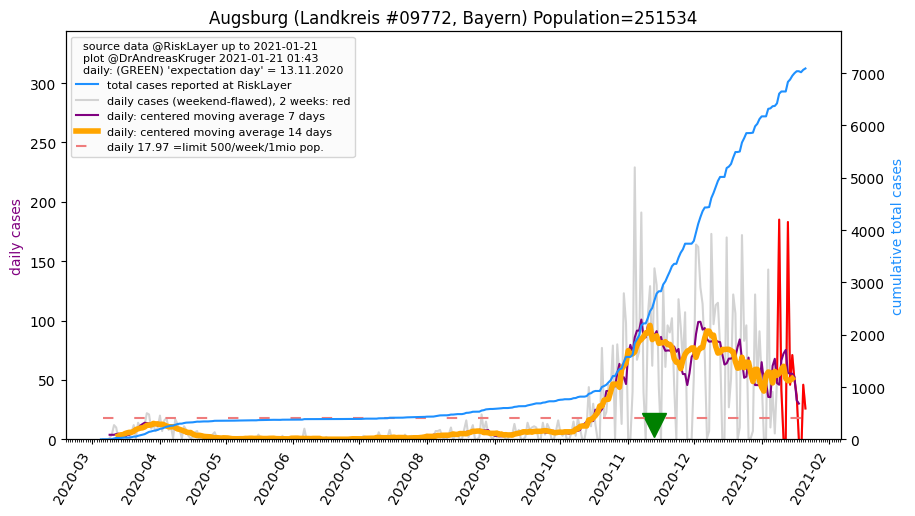 Augsburg (Landkreis #09772, Bayern) Population=251534
source data @RiskLayer up to 2021-01-21
plot @DrAndreasKruger 2021-01-21 01:43
daily: (GREEN) 'expectation day' = 13.11.2020
total cases reported at RiskLayer
daily cases (weekend-flawed), 2 weeks: red
daily: centered moving average 7 days
daily: centered moving average 14 days
daily 17.97 =limit 500/week/1mio pop.
daily cases
300
250
200
150
100
50
0
7000
6000
5000
4000
3000
2000
1000
0
cumulative total cases
2020-03
2020-04
2020-05
2020-06
2020-07
2020-08
2020-09
2020-10
2020-11
2020-12
2021-01
2021-02